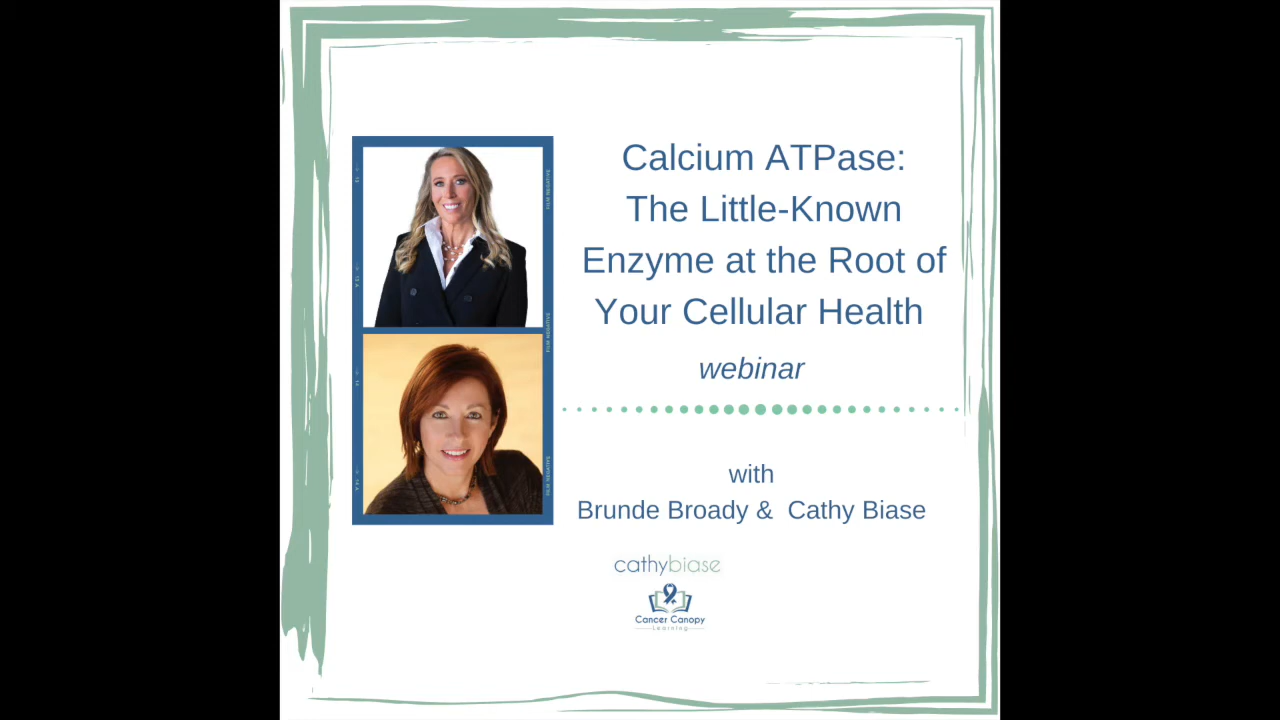 Calcium ATPase:
The Little-Known
Enzyme at the Root of
Your Cellular Health
webinar
with
Brunde Broady & Cathy Biase
cathybiase
Cancer Canopy
Learning